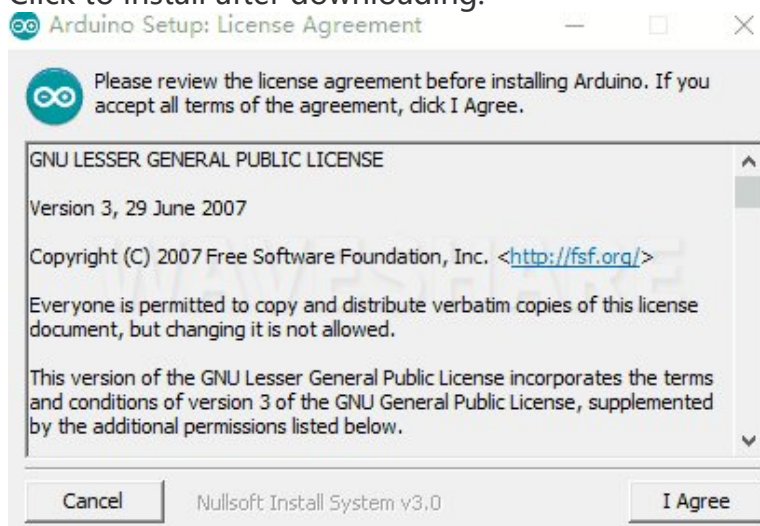 Click to install after downloading.
Arduino Setup: License Agreement
Please review the license agreement before installing Arduino. If you
accept all terms of the agreement, click I Agree.
GNU LESSER GENERAL PUBLIC LICENSE
Version 3, 29 June 2007
Copyright (C) 2007 Free Software Foundation, Inc. <http://fsf.org/>
WAVESHARE
Everyone is permitted to copy and distribute verbatim copies of this license
document, but changing it is not allowed.
This version of the GNU Lesser General Public License incorporates the terms
and conditions of version 3 of the GNU General Public License, supplemented
by the additional permissions listed below.
Cancel
Nullsoft Install System v3.0
I Agree